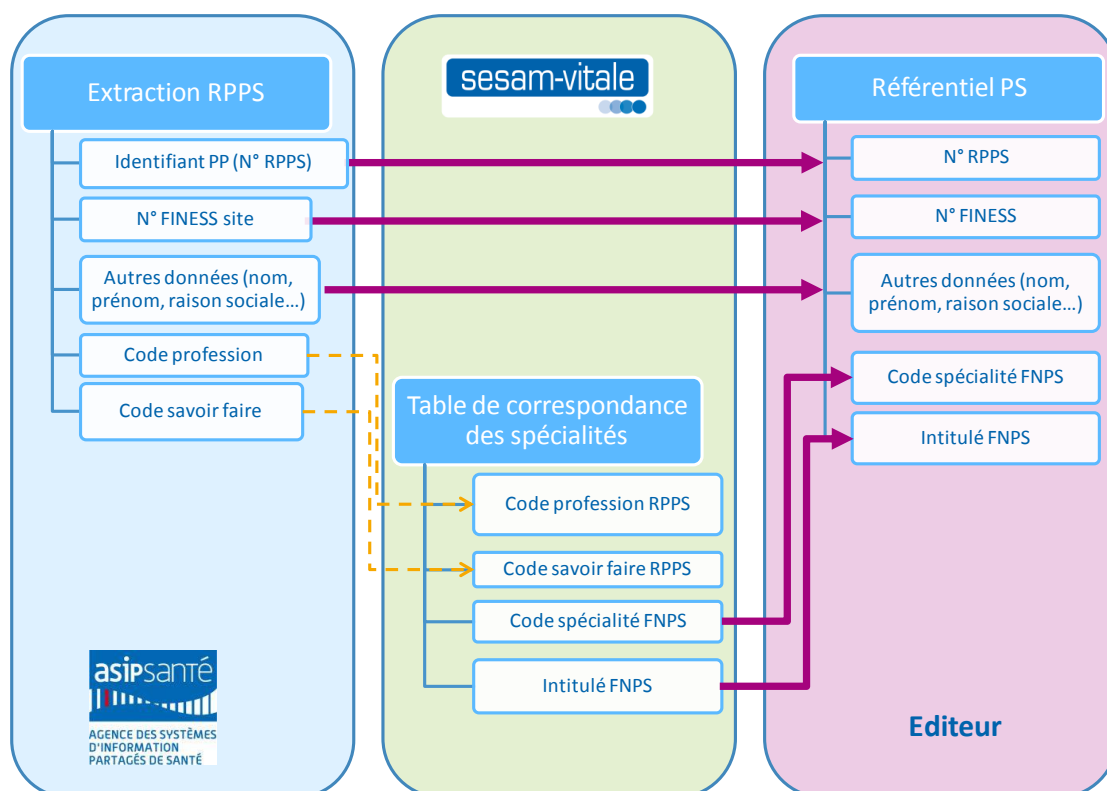 Extraction RPPS
Identifiant PP (N° RPPS)
N° FINESS site
Autres données (nom,
prénom, raison sociale...)
Code profession
Code savoir faire
asipsanté
AGENCE DES SYSTÈMES
D'INFORMATION
PARTAGÉS DE SANTÉ
sesam-vitale
Table de correspondance
des spécialités
Code profession RPPS
Code savoir faire RPPS
Code spécialité FNPS
Intitulé FNPS
Référentiel PS
N° RPPS
N° FINESS
Autres données (nom,
prénom, raison sociale...)
Code spécialité FNPS
Intitulé FNPS
Editeur